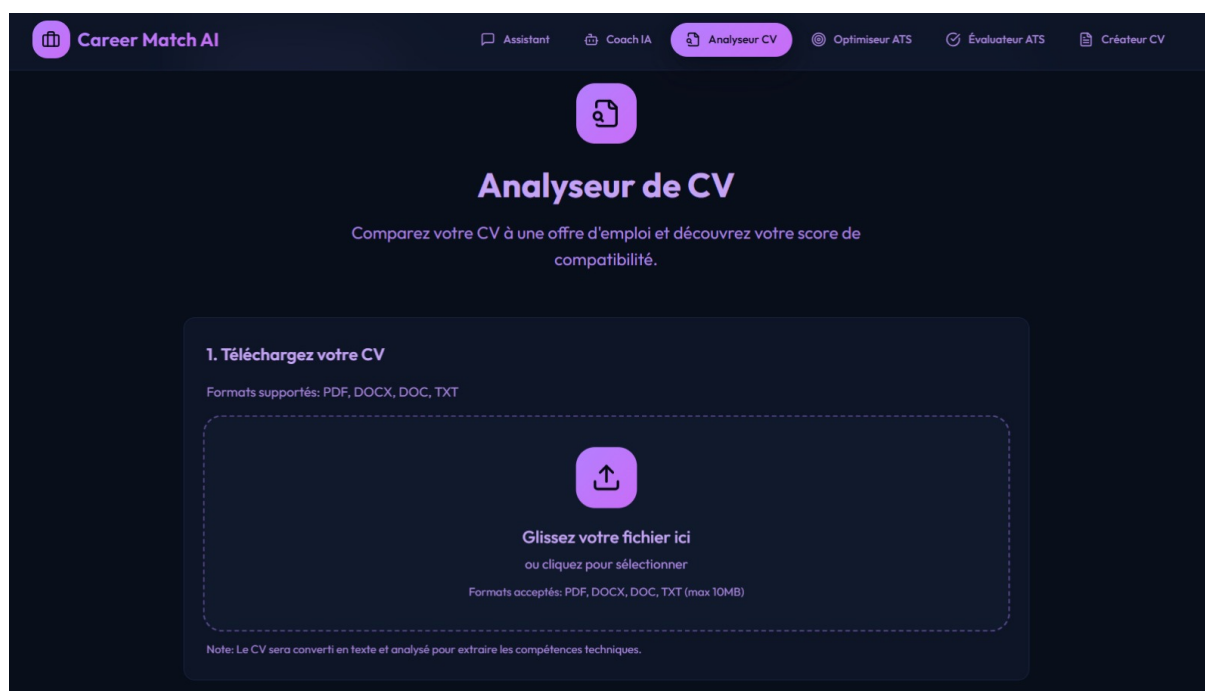 Career Match AI
Assistant
Coach IA
Analyseur CV
Optimiseur ATS
Évaluateur ATS
Créateur CV
Analyseur de CV
Comparez votre CV à une offre d'emploi et découvrez votre score de
compatibilité.
1. Téléchargez votre CV
Formats supportés: PDF, DOCX, DOC, TXT
Glissez votre fichier ici
ou cliquez pour sélectionner
Formats acceptés: PDF, DOCX, DOC, TXT (max 10MB)
Note: Le CV sera converti en texte et analysé pour extraire les compétences techniques.